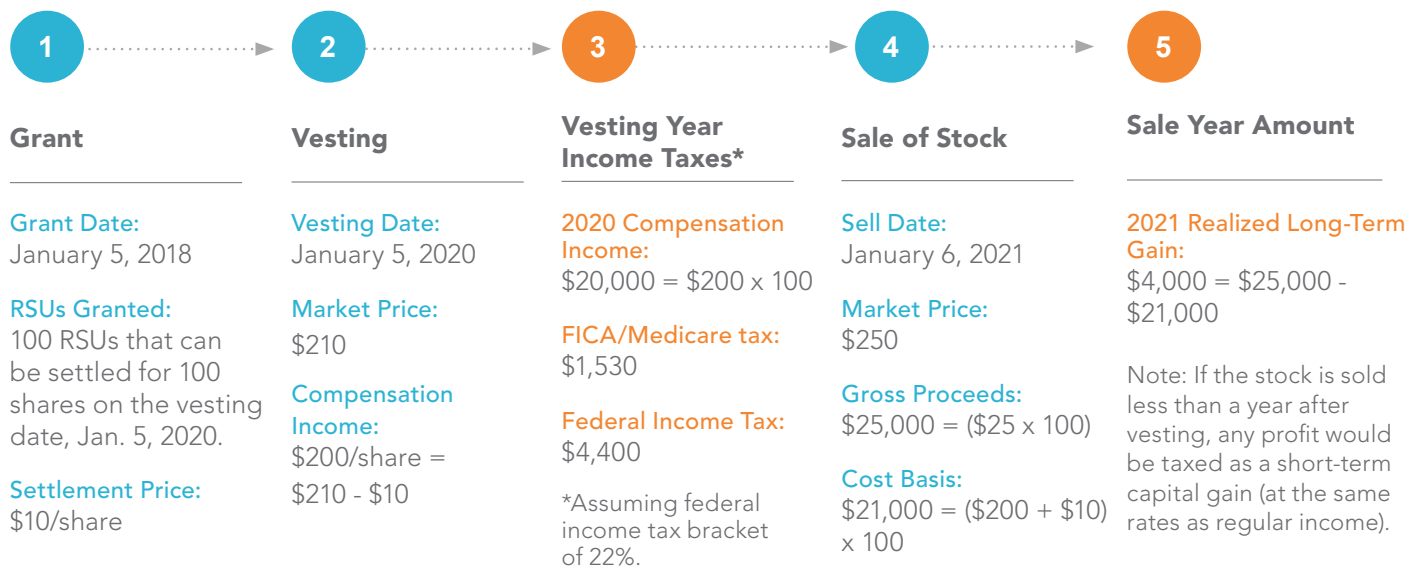 1
Grant
Grant Date:
January 5, 2018
RSUs Granted:
100 RSUs that can
be settled for 100
shares on the vesting
date, Jan. 5, 2020.
Settlement Price:
$10/share
2
Vesting
Vesting Date:
January 5, 2020
Market Price:
$210
Compensation
Income:
$200/share =
$210 - $10
3
Vesting Year
Income Taxes*
2020 Compensation
Income:
$20,000 = $200 x 100
FICA/Medicare tax:
$1,530
Federal Income Tax:
$4,400
*Assuming federal
income tax bracket
of 22%.
4
Sale of Stock
Sell Date:
January 6, 2021
Market Price:
$250
Gross Proceeds:
$25,000 = ($25 x 100)
Cost Basis:
$21,000 = ($200 + $10)
x 100
5
Sale Year Amount
2021 Realized Long-Term
Gain:
$4,000 = $25,000 -
$21,000
Note: If the stock is sold
less than a year after
vesting, any profit would
be taxed as a short-term
capital gain (at the same
rates as regular income).